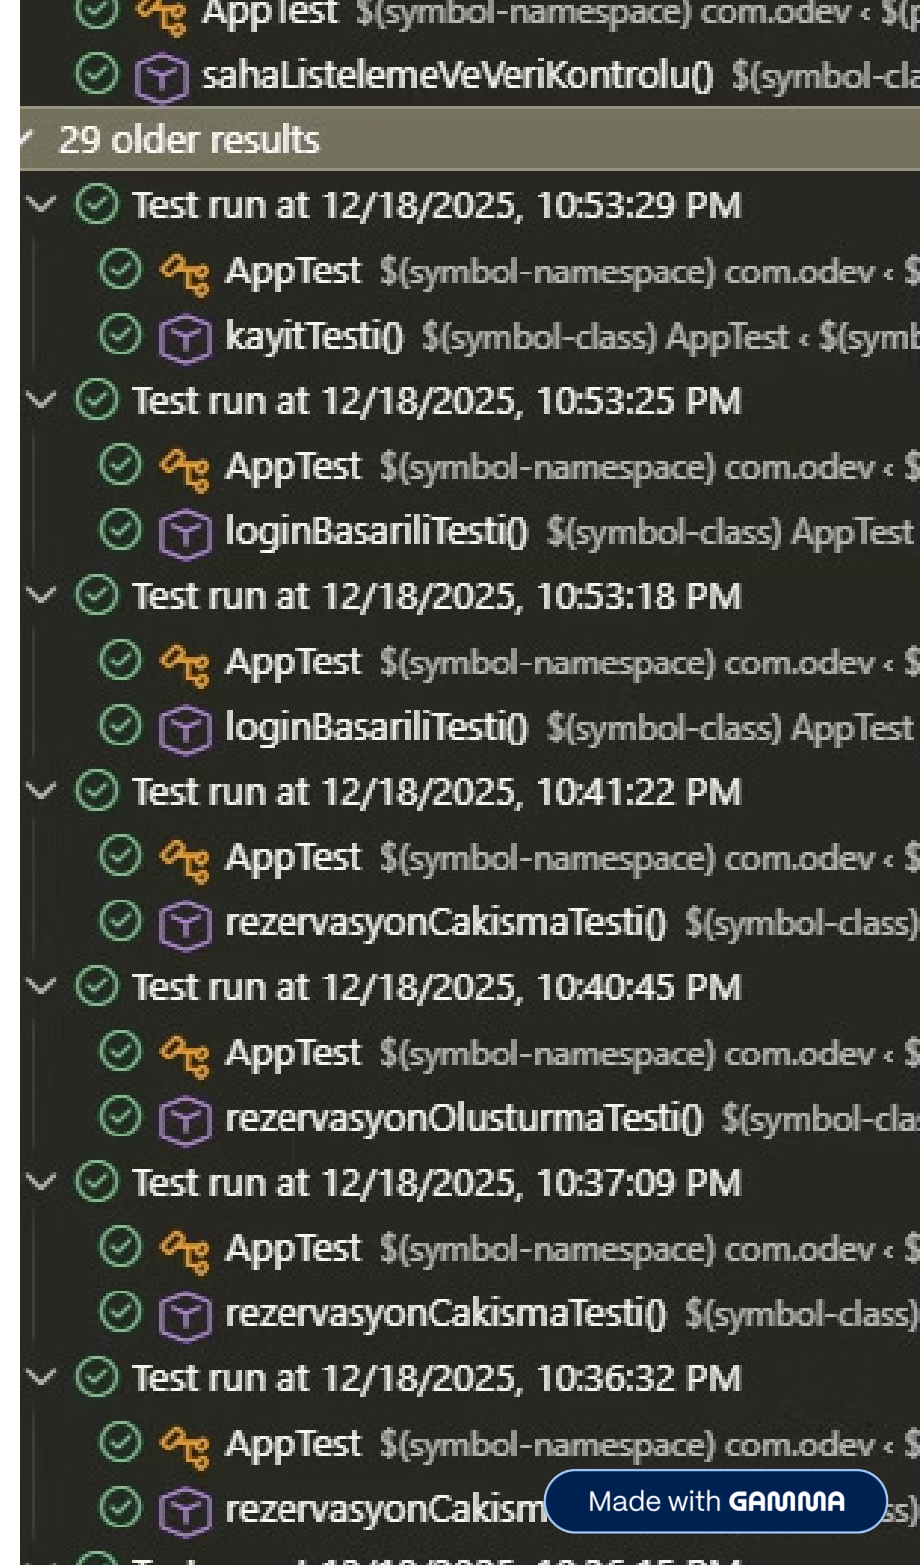 AppTest $(symbol-namespace) com.odev < $(
sahaListelemeVeVeriKontrolu() $(symbol-cla
29 older results
Test run at 12/18/2025, 10:53:29 PM
AppTest $(symbol-namespace) com.odev < $
kayitTesti() $(symbol-class) AppTest < $(symb
Test run at 12/18/2025, 10:53:25 PM
AppTest $(symbol-namespace) com.odev < $
loginBasariliTesti() $(symbol-class) AppTest
Test run at 12/18/2025, 10:53:18 PM
AppTest $(symbol-namespace) com.odev < $
loginBasariliTesti() $(symbol-class) AppTest
Test run at 12/18/2025, 10:41:22 PM
AppTest $(symbol-namespace) com.odev < $
rezervasyonCakismaTesti() $(symbol-class)
Test run at 12/18/2025, 10:40:45 PM
AppTest $(symbol-namespace) com.odev < $
rezervasyonOlusturmaTesti() $(symbol-clas
Test run at 12/18/2025, 10:37:09 PM
AppTest $(symbol-namespace) com.odev < $
rezervasyonCakismaTesti() $(symbol-class)
Test run at 12/18/2025, 10:36:32 PM
AppTest $(symbol-namespace) com.odev < $
rezervasyonCakism ss)
Made with GAMMA